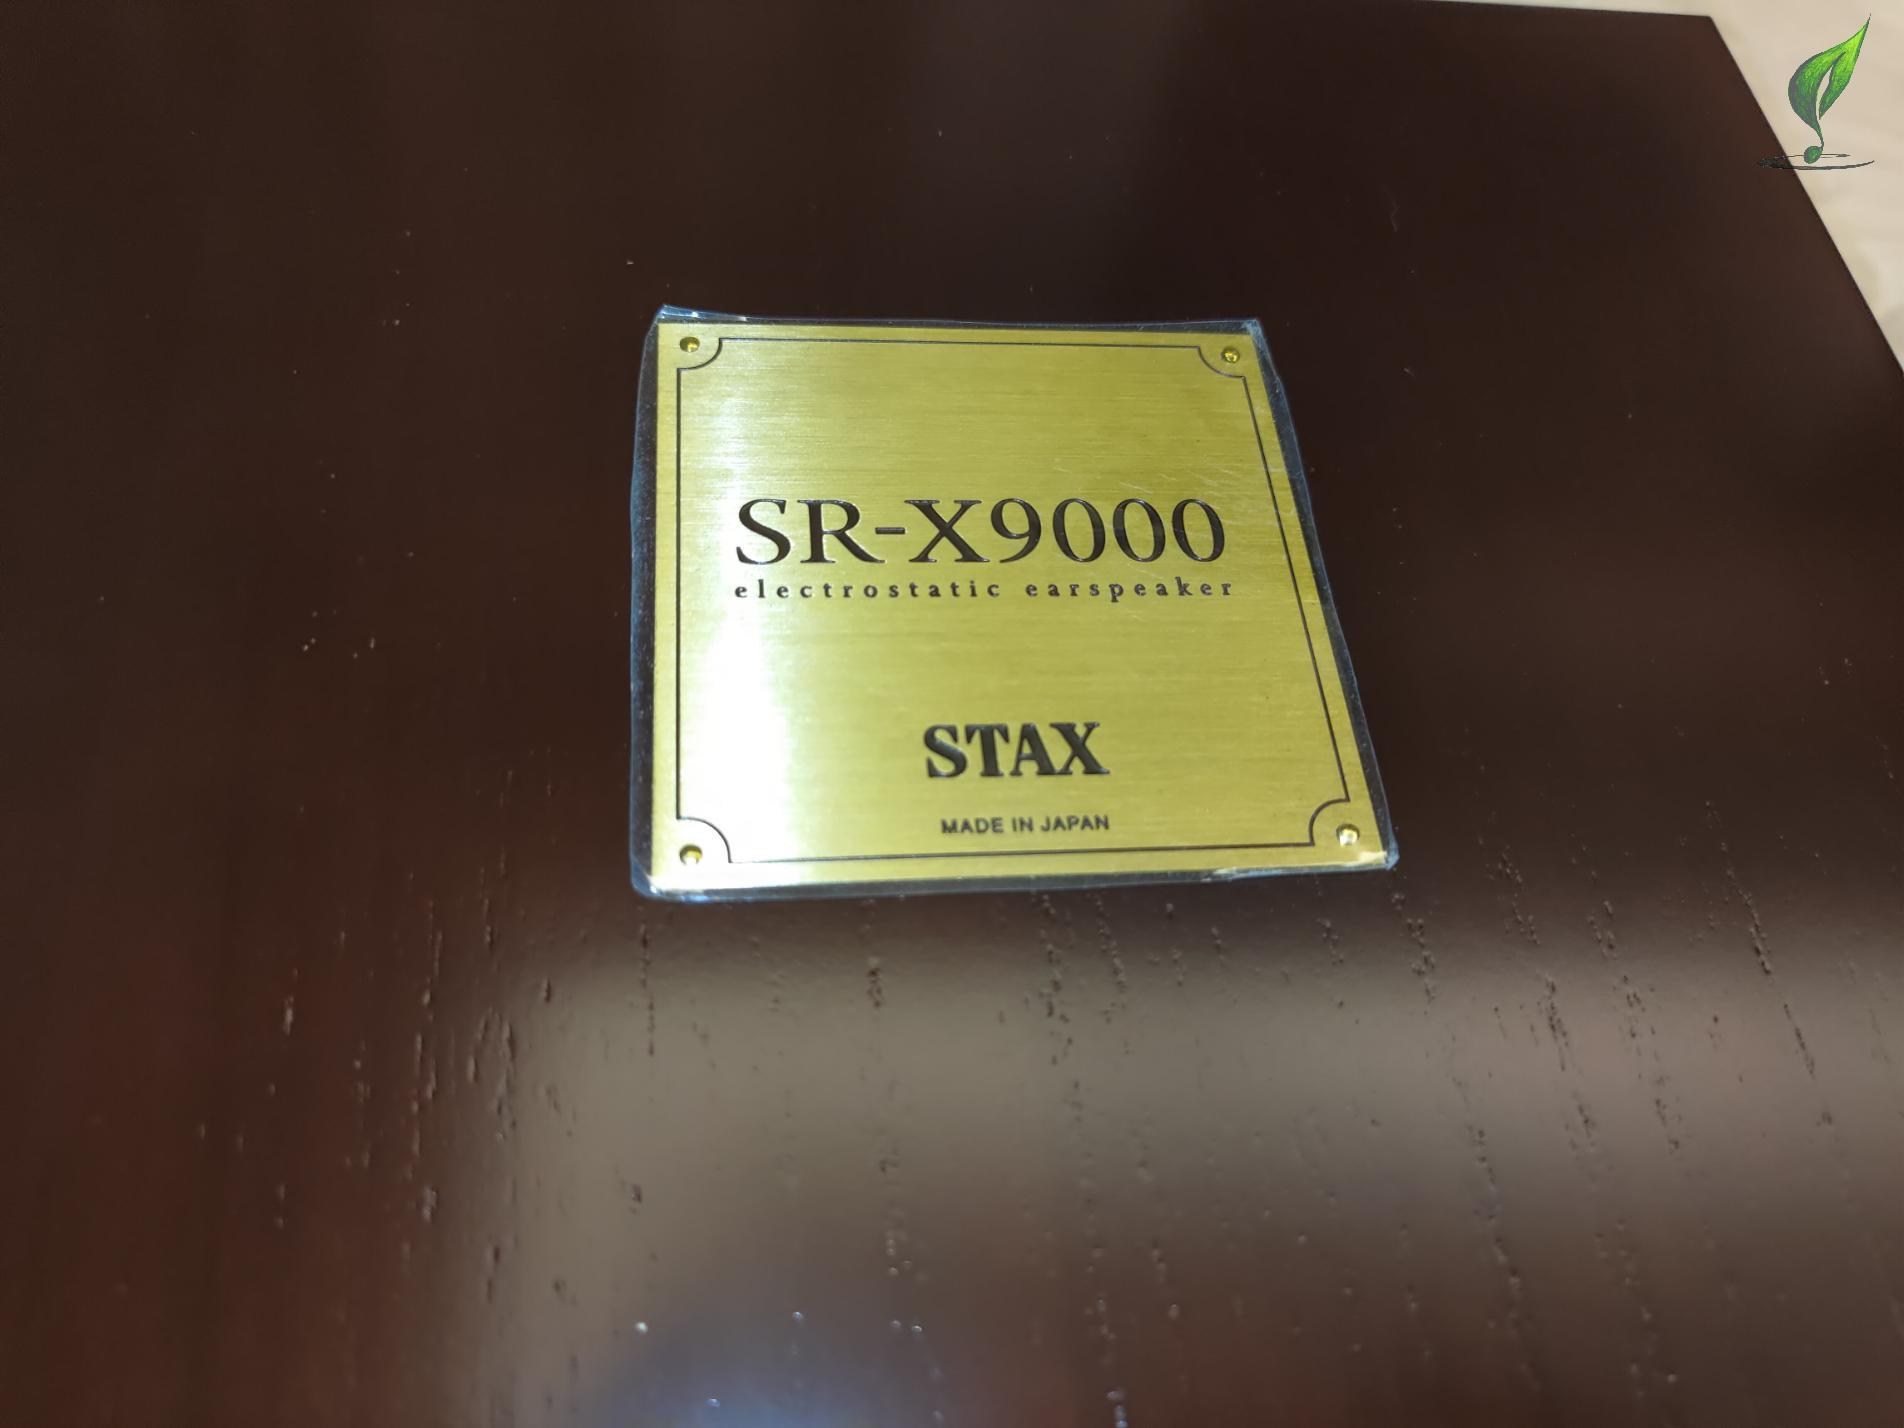 SR-X9000
electrostatic earspeaker
STAX
MADE IN JAPAN